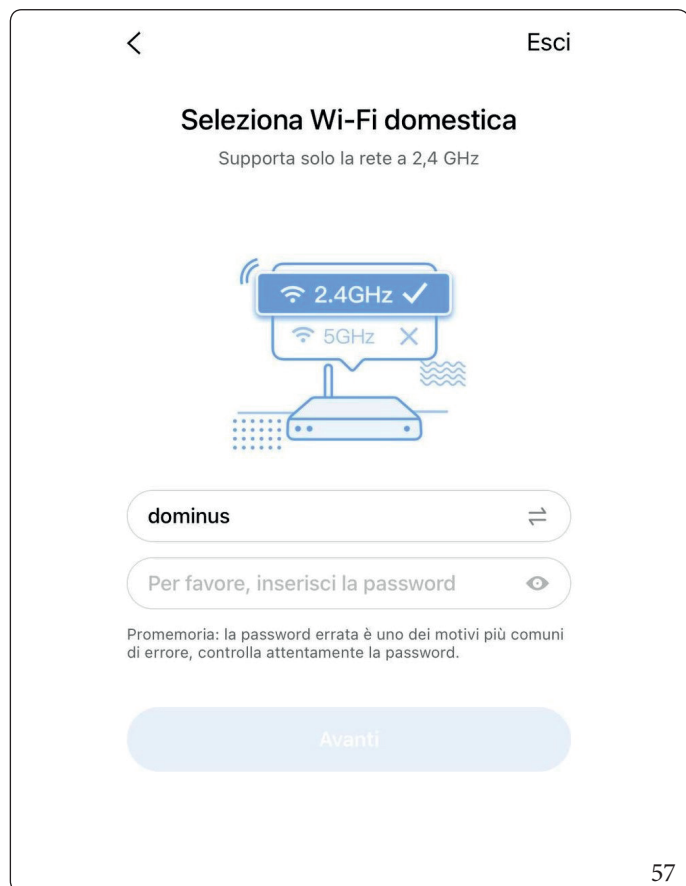 Esci
Seleziona Wi-Fi domestica
Supporta solo la rete a 2,4 GHz
2.4GHz
5GHz
dominus
Per favore, inserisci la password
Promemoria: la password errata è uno dei motivi più comuni
di errore, controlla attentamente la password.
Avanti
57